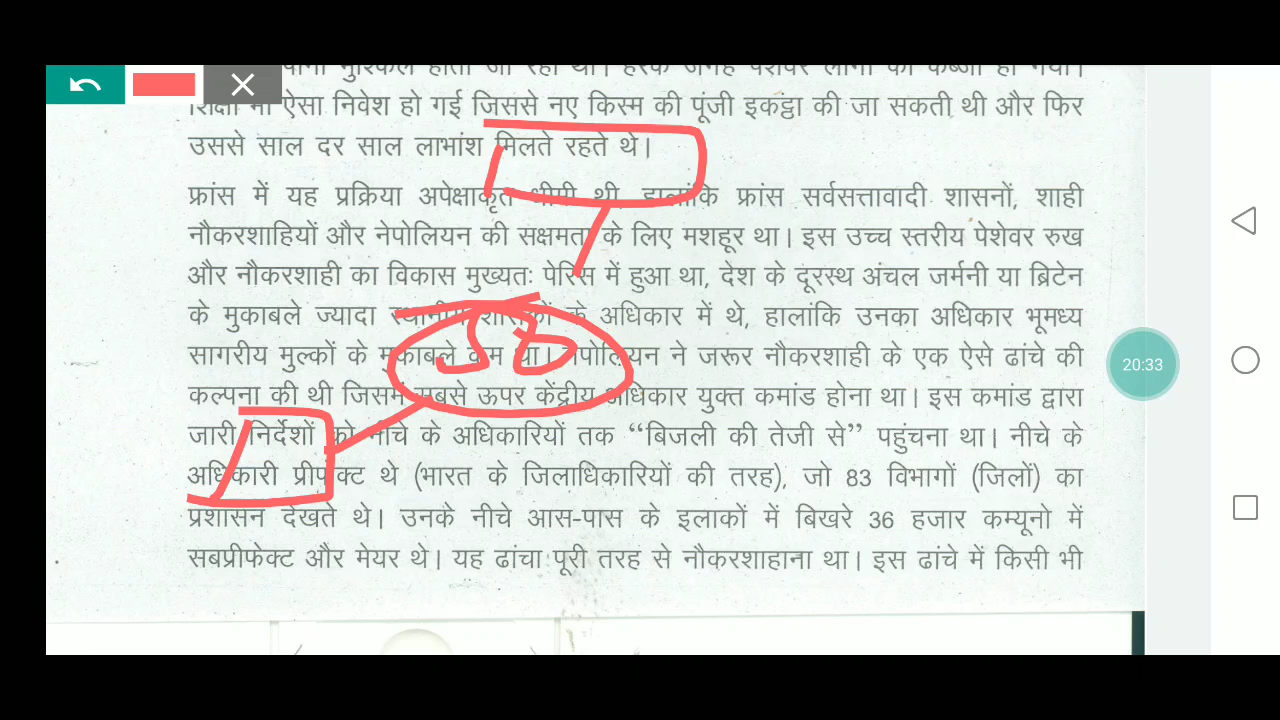 शिक्षा भी ऐसा निवेश हो गई जिससे नए किस्म की पूंजी इकट्ठा की जा सकती थी और फिर
उससे साल दर साल लाभांश मिलते रहते थे।
फ्रांस में यह प्रक्रिया अपेक्षाकृत धीमी थी, हालांकि फ्रांस सर्वसत्तावादी शासनों, शाही
नौकरशाहियों और नेपोलियन की सक्षमता के लिए मशहूर था। इस उच्च स्तरीय पेशेवर रुख
और नौकरशाही का विकास मुख्यतः पेरिस में हुआ था, देश के दूरस्थ अंचल जर्मनी या ब्रिटेन
के मुकाबले ज्यादा स्थानीय शासकों के अधिकार में थे, हालांकि उनका अधिकार भूमध्य
सागरीय मुल्कों के मुकाबले कम था। नेपोलियन ने जरूर नौकरशाही के एक ऐसे ढांचे की
कल्पना की थी जिसमें सबसे ऊपर केंद्रीय अधिकार युक्त कमांड होना था। इस कमांड द्वारा
जारी निर्देशों को नीचे के अधिकारियों तक “बिजली की तेजी से” पहुंचना था। नीचे के
अधिकारी प्रीफेक्ट थे (भारत के जिलाधिकारियों की तरह), जो 83 विभागों (जिलों) का
प्रशासन देखते थे। उनके नीचे आस-पास के इलाकों में बिखरे 36 हजार कम्यूनो में
सबप्रीफेक्ट और मेयर थे। यह ढांचा पूरी तरह से नौकरशाहाना था। इस ढांचे में किसी भी
58
20:33